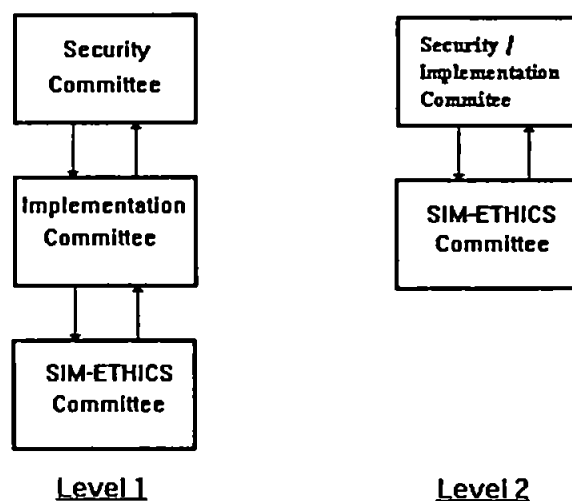 Security
Committee
Implementation
Committee
SIM-ETHICS
Committee
Level 1
Security /
Implementation
Commitee
SIM-ETHICS
Committee
Level 2